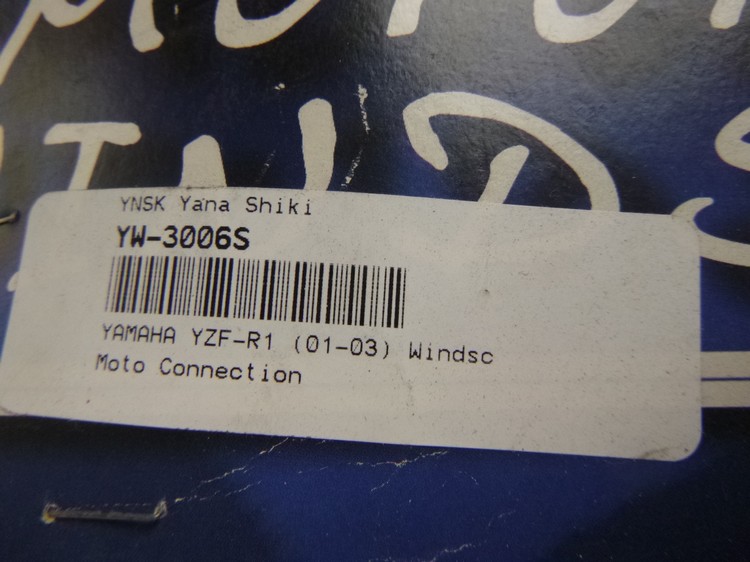 YNSK Yana Shiki
YW-3006S
YAMAHA YZF-R1 (01-03) Windsc
Moto Connection